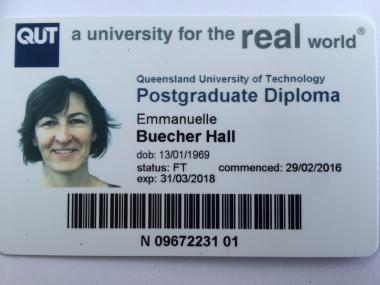 QUT a university for the real world®
Queensland University of Technology
Postgraduate Diploma
Emmanuelle
Buecher Hall
dob: 13/01/1969
status: FT commenced: 29/02/2016
exp: 31/03/2018
N 09672231 01